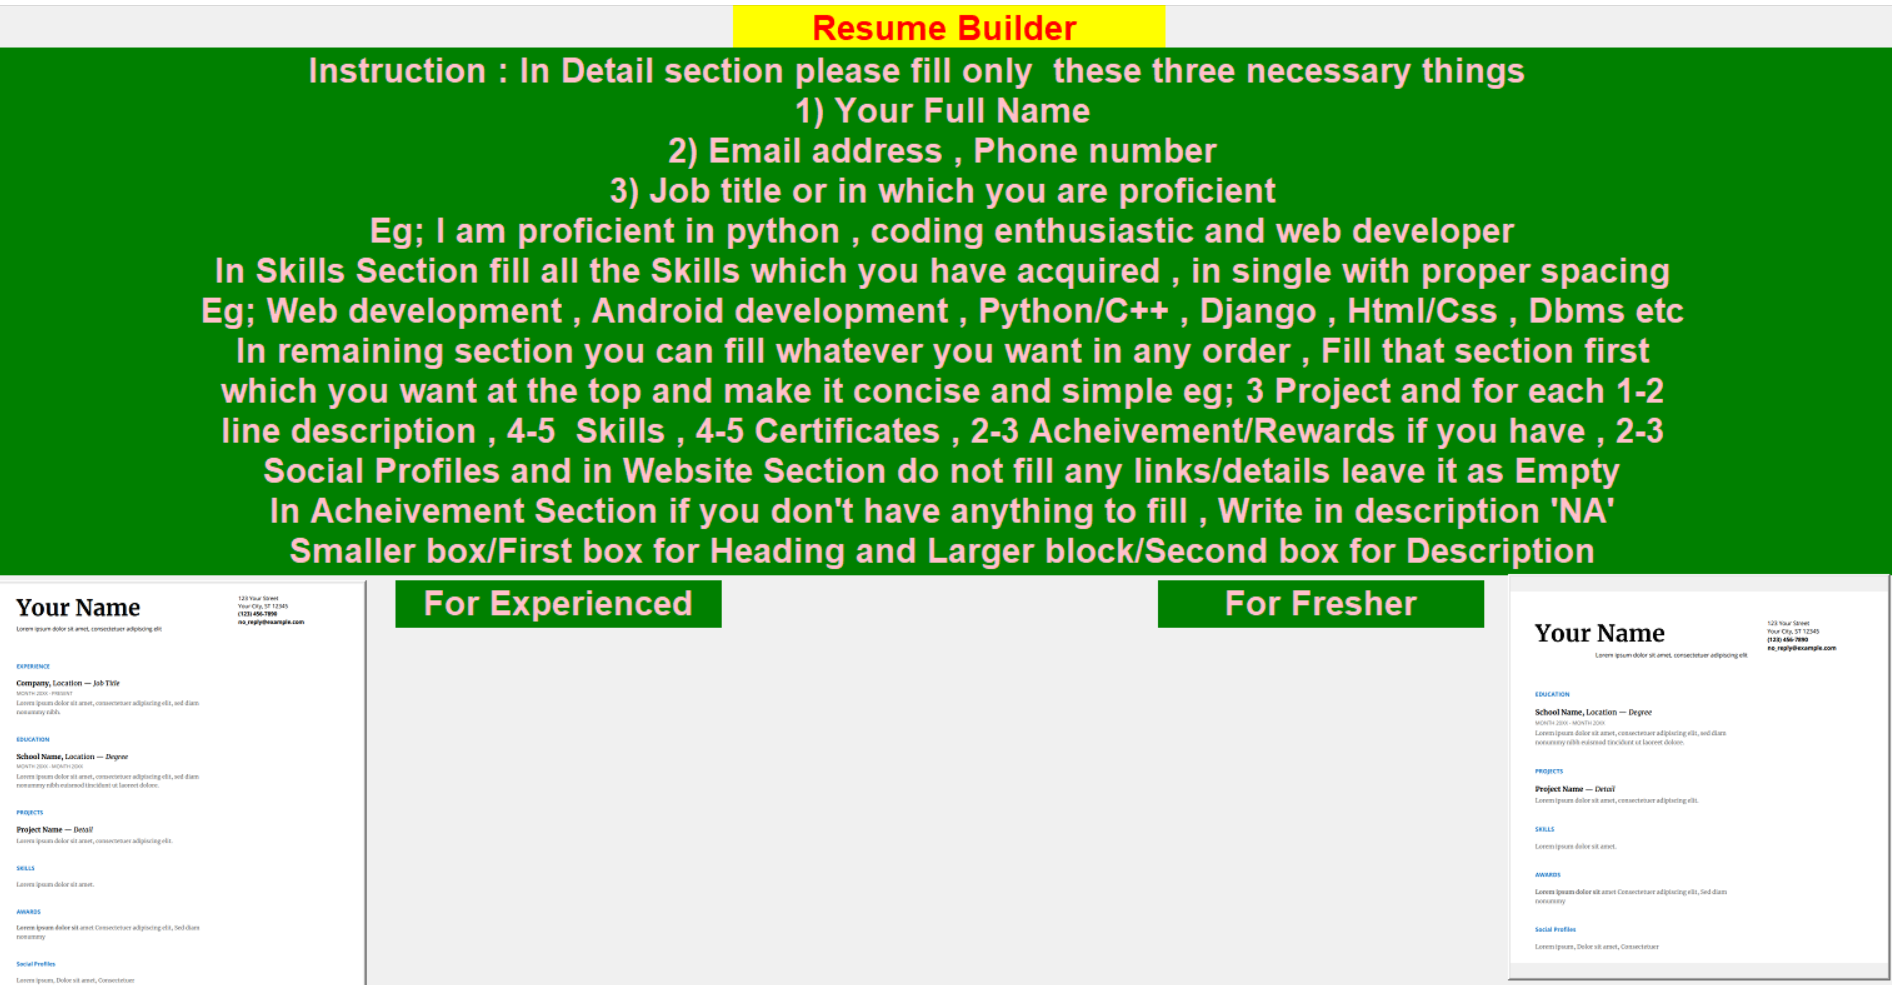 Resume Builder
Instruction : In Detail section please fill only  these three necessary things
1) Your Full Name
2) Email address , Phone number
3) Job title or in which you are proficient
Eg; I am proficient in python , coding enthusiastic and web developer
In Skills Section fill all the Skills which you have acquired , in single with proper spacing
Eg; Web development , Android development , Python/C++ , Django , Html/Css , Dbms etc
In remaining section you can fill whatever you want in any order , Fill that section first
which you want at the top and make it concise and simple eg; 3 Project and for each 1-2
line description , 4-5  Skills , 4-5 Certificates , 2-3 Acheivement/Rewards if you have , 2-3
Social Profiles and in Website Section do not fill any links/details leave it as Empty
In Acheivement Section if you don't have anything to fill , Write in description 'NA'
Smaller box/First box for Heading and Larger block/Second box for Description
For Experienced
For Fresher
Your Name
Lorem ipsum dolor sit amet, consectetuer adipiscing elit
123 Your Street
Your City, ST 12345
(123) 456-7890
no_reply@example.com
EXPERIENCE
Company, Location — Job Title
MONTH 20XX - PRESENT
Lorem ipsum dolor sit amet, consectetuer adipiscing elit, sed diam
nonummy nibh.
EDUCATION
School Name, Location — Degree
MONTH 20XX - MONTH 20XX
Lorem ipsum dolor sit amet, consectetuer adipiscing elit, sed diam
nonummy nibh euismod tincidunt ut laoreet dolore.
PROJECTS
Project Name — Detail
Lorem ipsum dolor sit amet, consectetuer adipiscing elit.
SKILLS
Lorem ipsum dolor sit amet.
AWARDS
Lorem ipsum dolor sit amet Consectetuer adipiscing elit, Sed diam
nonummy
Social Profiles
Lorem ipsum, Dolor sit amet, Consectetuer
Your Name
Lorem ipsum dolor sit amet, consectetuer adipiscing elit
123 Your Street
Your City, ST 12345
(123) 456-7890
no_reply@example.com
EDUCATION
School Name, Location — Degree
MONTH 20XX - MONTH 20XX
Lorem ipsum dolor sit amet, consectetuer adipiscing elit, sed diam
nonummy nibh euismod tincidunt ut laoreet dolore.
PROJECTS
Project Name — Detail
Lorem ipsum dolor sit amet, consectetuer adipiscing elit.
SKILLS
Lorem ipsum dolor sit amet.
AWARDS
Lorem ipsum dolor sit amet Consectetuer adipiscing elit, Sed diam
nonummy
Social Profiles
Lorem ipsum, Dolor sit amet, Consectetuer